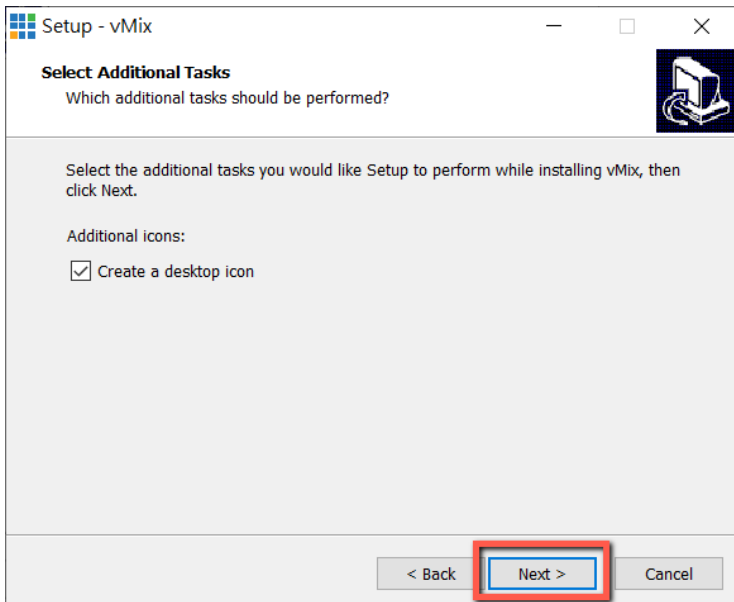 Setup - vMix
Select Additional Tasks
Which additional tasks should be performed?
Select the additional tasks you would like Setup to perform while installing vMix, then
click Next.
Additional icons:
Create a desktop icon
< Back
Next >
Cancel